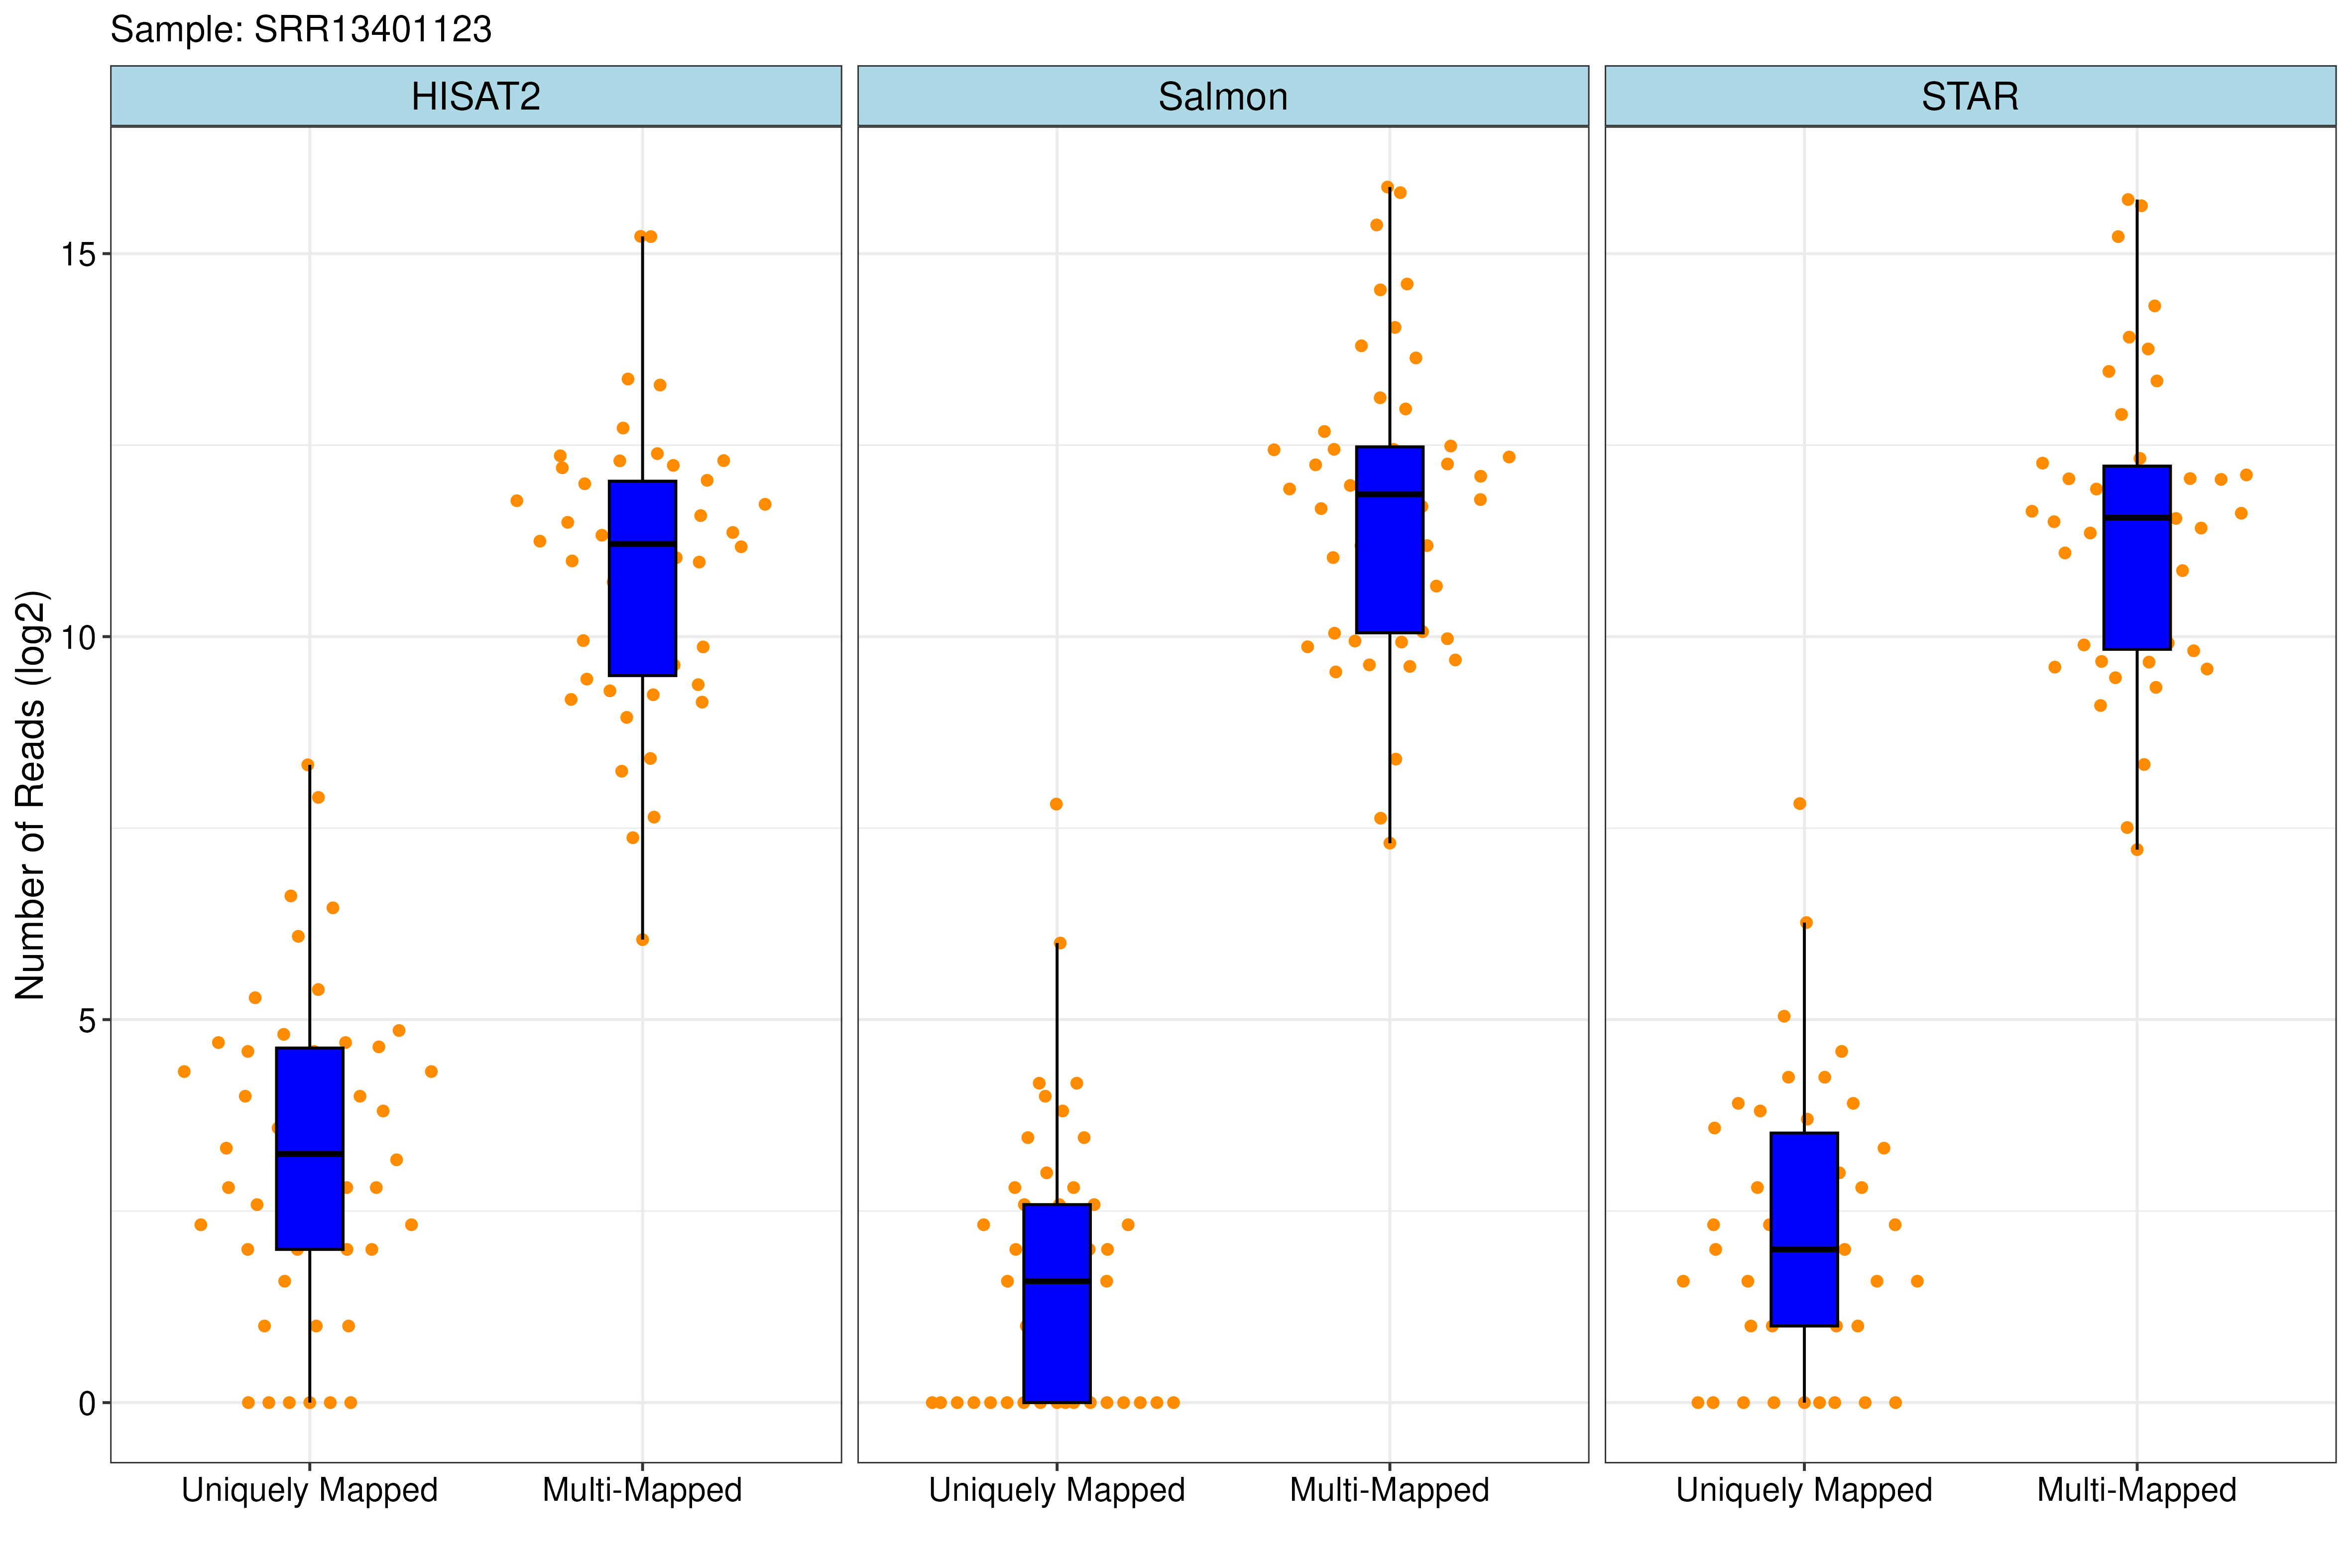 Sample: SRR13401123
HISAT2
Salmon
STAR
Number of Reads (log2)
15
10
5
0
Uniquely Mapped
Multi-Mapped
Uniquely Mapped
Multi-Mapped
Uniquely Mapped
Multi-Mapped